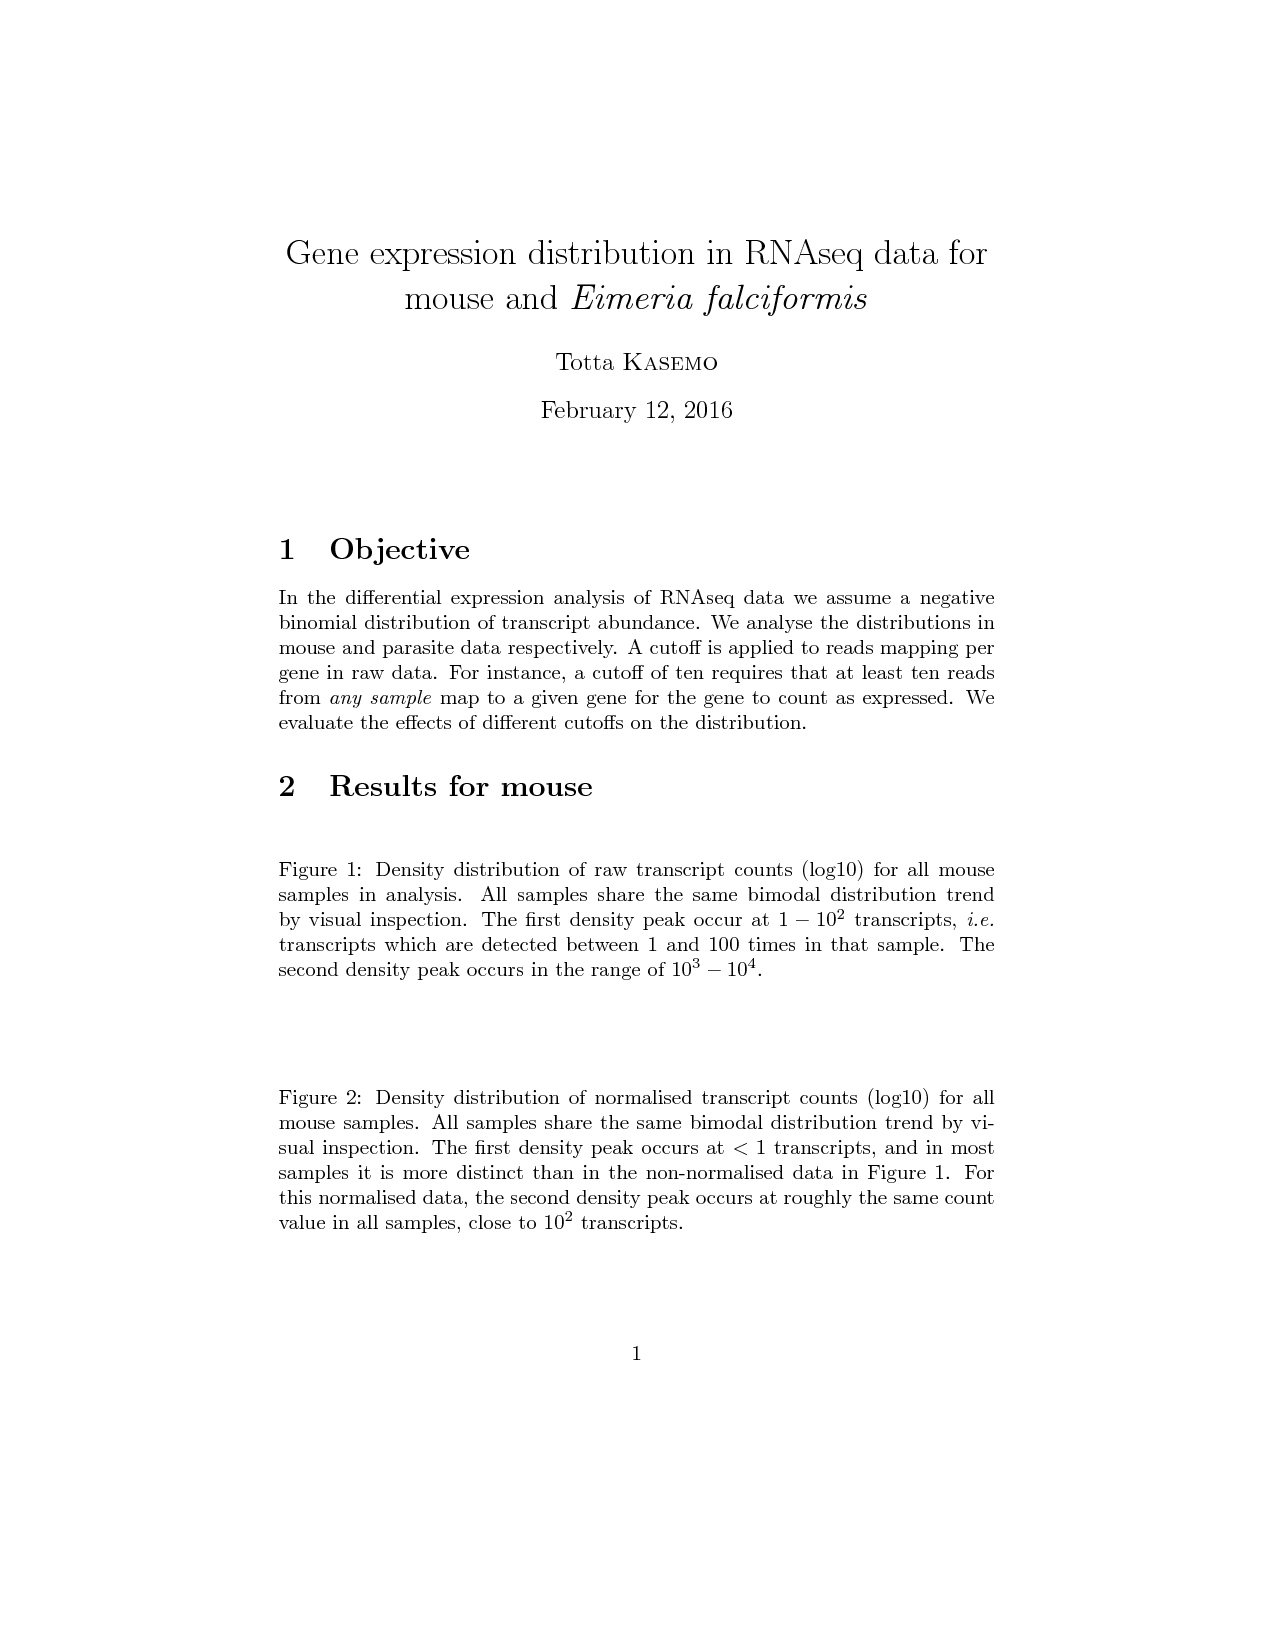 Gene expression distribution in RNAseq data for
mouse and Eimeria falciformis
Totta Kasemo
February 12, 2016
1 Objective
In the differential expression analysis of RNAseq data we assume a negative
binomial distribution of transcript abundance. We analyse the distributions in
mouse and parasite data respectively. A cutoff is applied to reads mapping per
gene in raw data. For instance, a cutoff of ten requires that at least ten reads
from any sample map to a given gene for the gene to count as expressed. We
evaluate the effects of different cutoffs on the distribution.
2 Results for mouse
Figure 1: Density distribution of raw transcript counts (log10) for all mouse
samples in analysis. All samples share the same bimodal distribution trend
by visual inspection. The first density peak occur at 1 − 10² transcripts, i.e.
transcripts which are detected between 1 and 100 times in that sample. The
second density peak occurs in the range of 10³ − 10⁴.
Figure 2: Density distribution of normalised transcript counts (log10) for all
mouse samples. All samples share the same bimodal distribution trend by vi-
sual inspection. The first density peak occurs at < 1 transcripts, and in most
samples it is more distinct than in the non-normalised data in Figure 1. For
this normalised data, the second density peak occurs at roughly the same count
value in all samples, close to 10² transcripts.
1